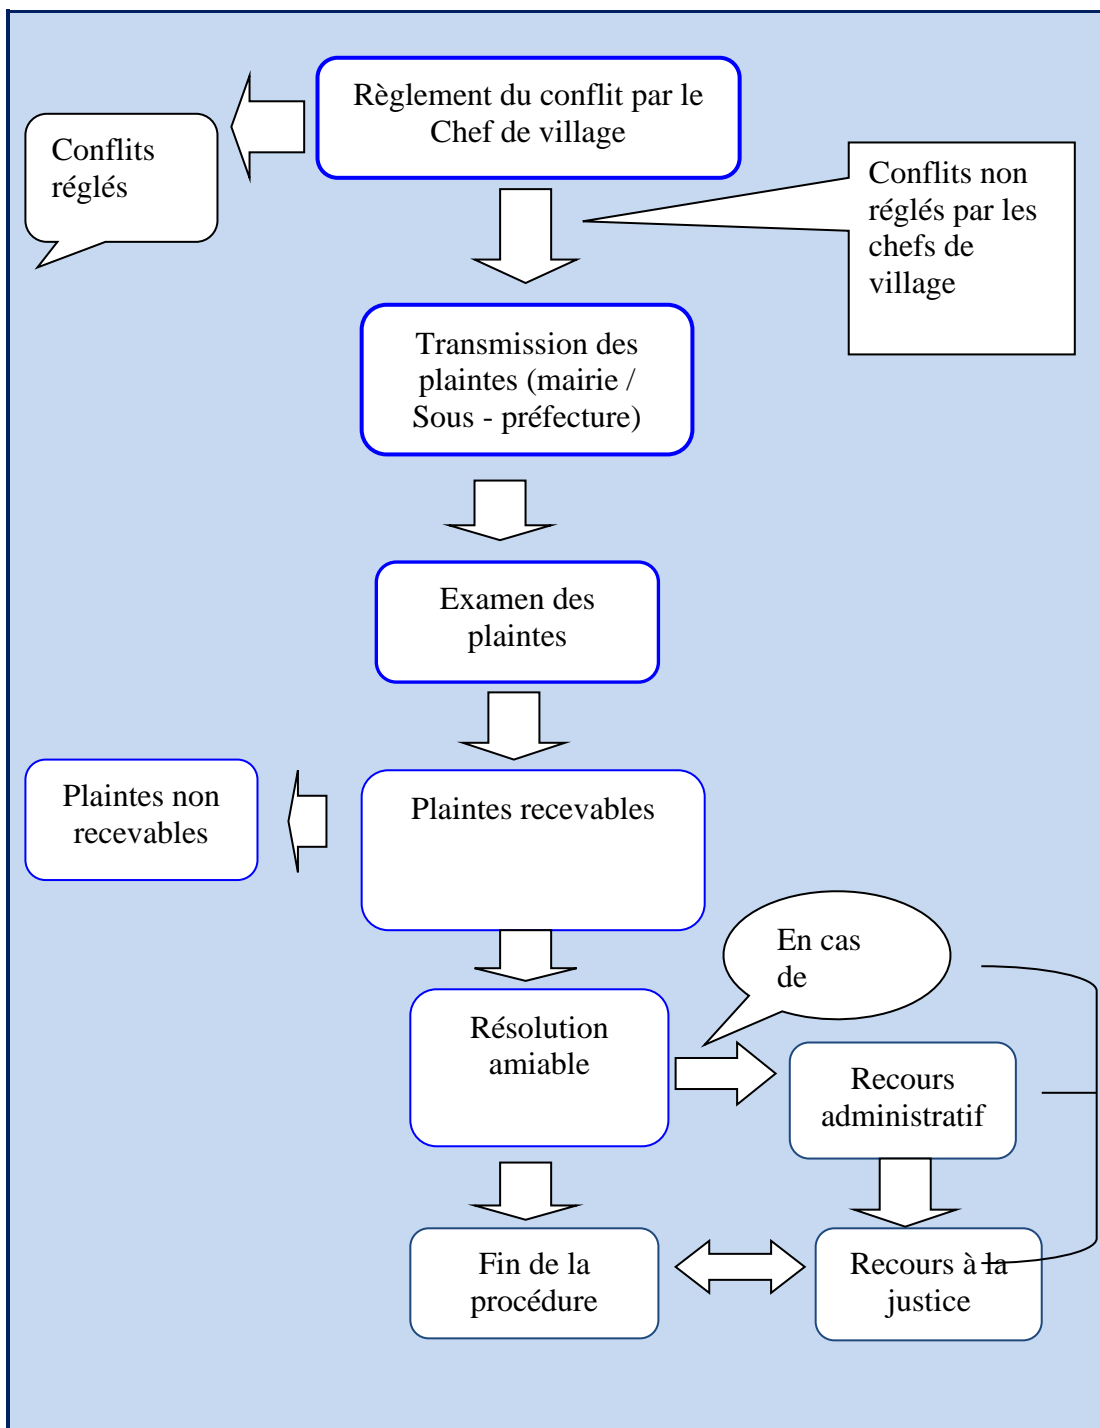 Règlement du conflit par le
Chef de village
Conflits
réglés
Conflits non
réglés par les
chefs de
village
Transmission des
plaintes (mairie /
Sous - préfecture)
Examen des
plaintes
Plaintes non
recevables
Plaintes recevables
En cas
de
Résolution
amiable
Recours
administratif
Fin de la
procédure
Recours à la
justice